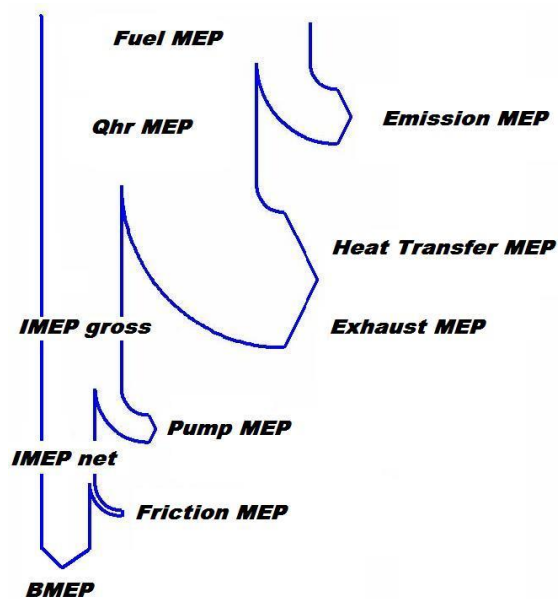 Fuel MEP
Emission MEP
Qhr MEP
Heat Transfer MEP
IMEP gross
Exhaust MEP
Pump MEP
IMEP net
Friction MEP
BMEP